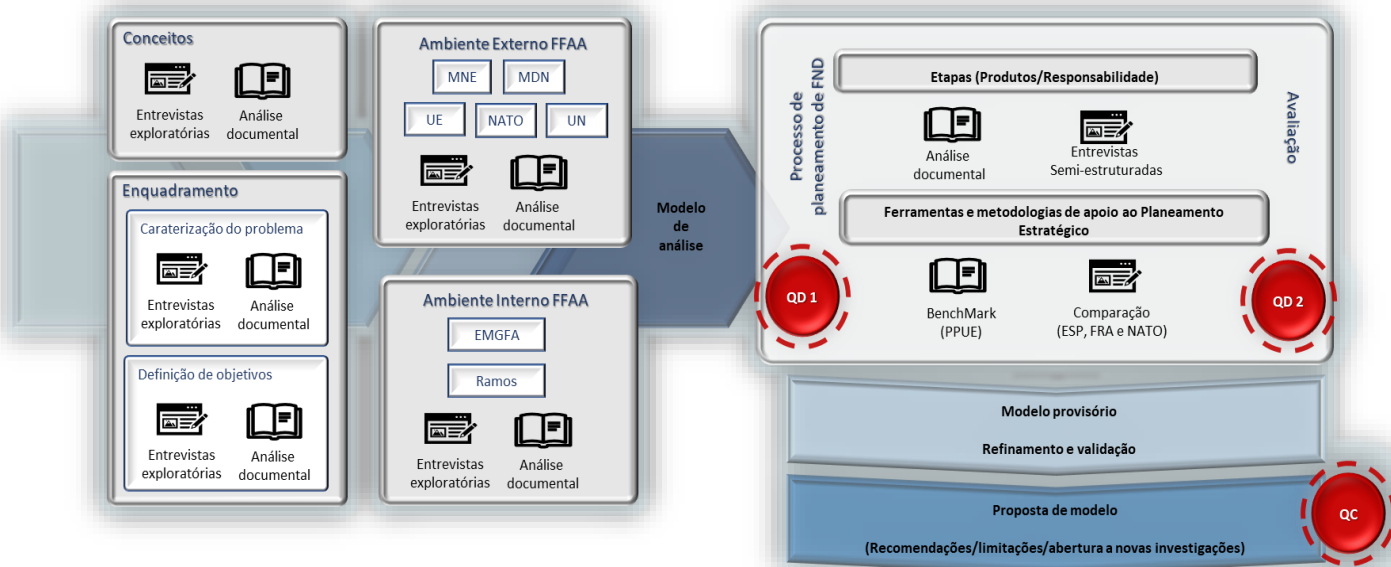 Conceitos
Entrevistas
exploratórias
Análise
documental
Enquadramento
Caraterização do problema
Entrevistas
exploratórias
Análise
documental
Definição de objetivos
Entrevistas
exploratórias
Análise
documental
Ambiente Externo FFAA
MNE
MDN
UE
NATO
UN
Entrevistas
exploratórias
Análise
documental
Ambiente Interno FFAA
EMGFA
Ramos
Entrevistas
exploratórias
Análise
documental
Modelo
de
análise
Processo de
planeamento de FND
Etapas (Produtos/Responsabilidade)
Análise
documental
Entrevistas
Semi-estruturadas
Ferramentas e metodologias de apoio ao Planeamento
Estratégico
BenchMark
(PPUE)
Comparação
(ESP, FRA e NATO)
Avaliação
QD 1
QD 2
Modelo provisório
Refinamento e validação
Proposta de modelo
(Recomendações/limitações/abertura a novas investigações)
QC